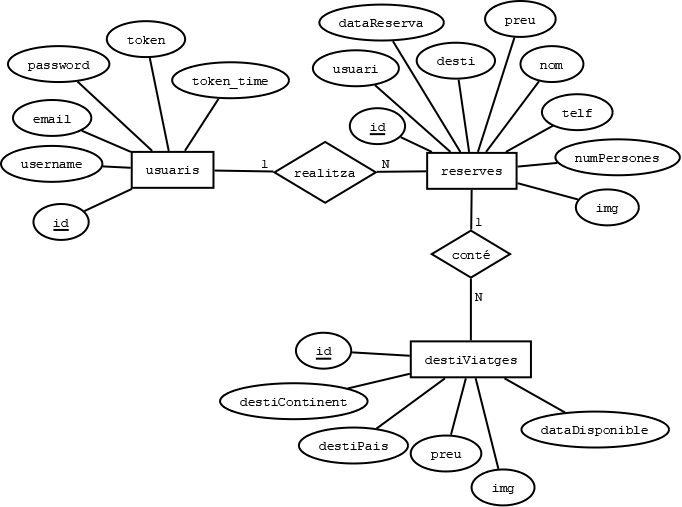 dataReserva
preu
token
desti
nom
password
usuari
token_time
email
id
telf
username
usuaris
1
realitza
N
reserves
numPersones
id
img
1
conté
N
id
destiViatges
destiContinent
dataDisponible
destiPais
preu
img